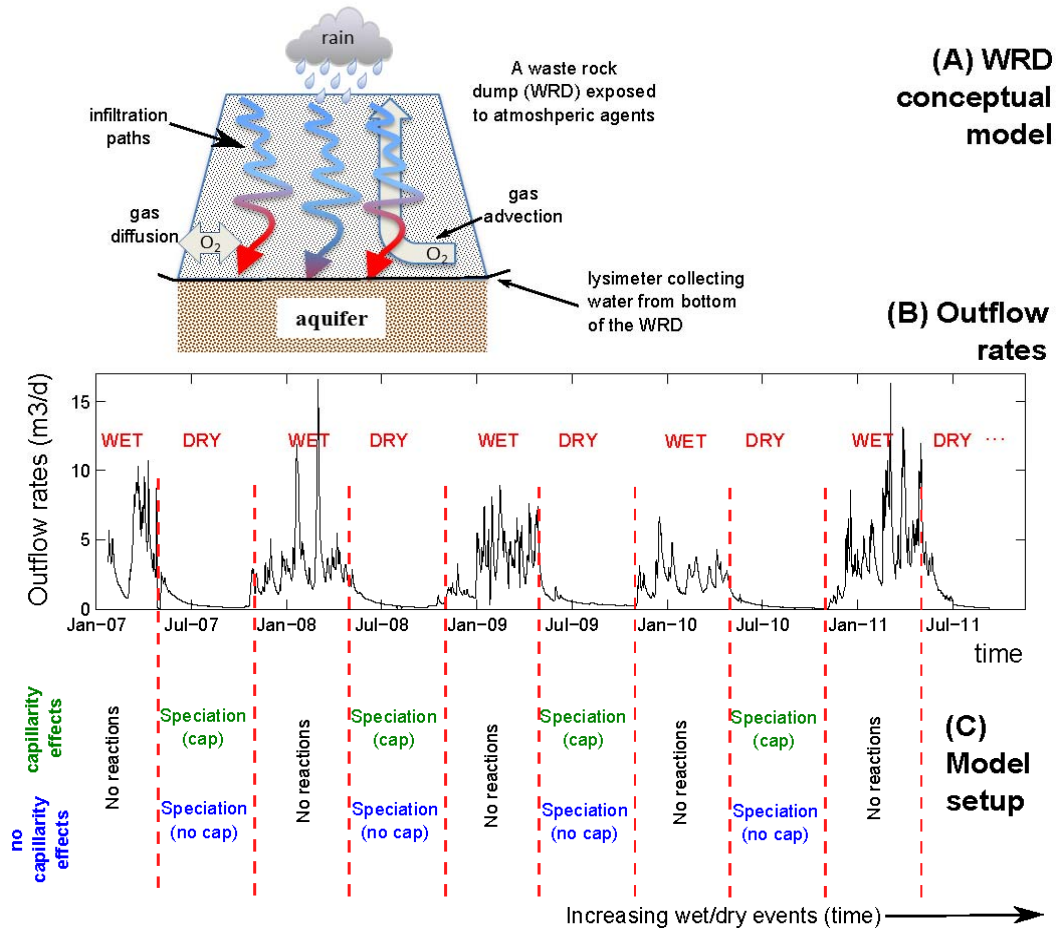 rain
(A) WRD
conceptual
model
A waste rock
dump (WRD) exposed
to atmoshperic agents
infiltration
paths
gas
diffusion
O2
gas
advection
O2
lysimeter collecting
water from bottom
of the WRD
aquifer
(B) Outflow
rates
Outflow rates (m3/d)
15
10
5
0
WET
DRY
WET
DRY
WET
DRY
WET
DRY
WET
DRY ...
Jan–07
Jul–07
Jan–08
Jul–08
Jan–09
Jul–09
Jan–10
Jul–10
Jan–11
Jul–11
time
capillarity
effects
no
capillarity
effects
No reactions
Speciation
(cap)
Speciation
(no cap)
No reactions
Speciation
(cap)
Speciation
(no cap)
No reactions
Speciation
(cap)
Speciation
(no cap)
No reactions
Speciation
(cap)
Speciation
(no cap)
No reactions
(C)
Model
setup
Increasing wet/dry events (time)